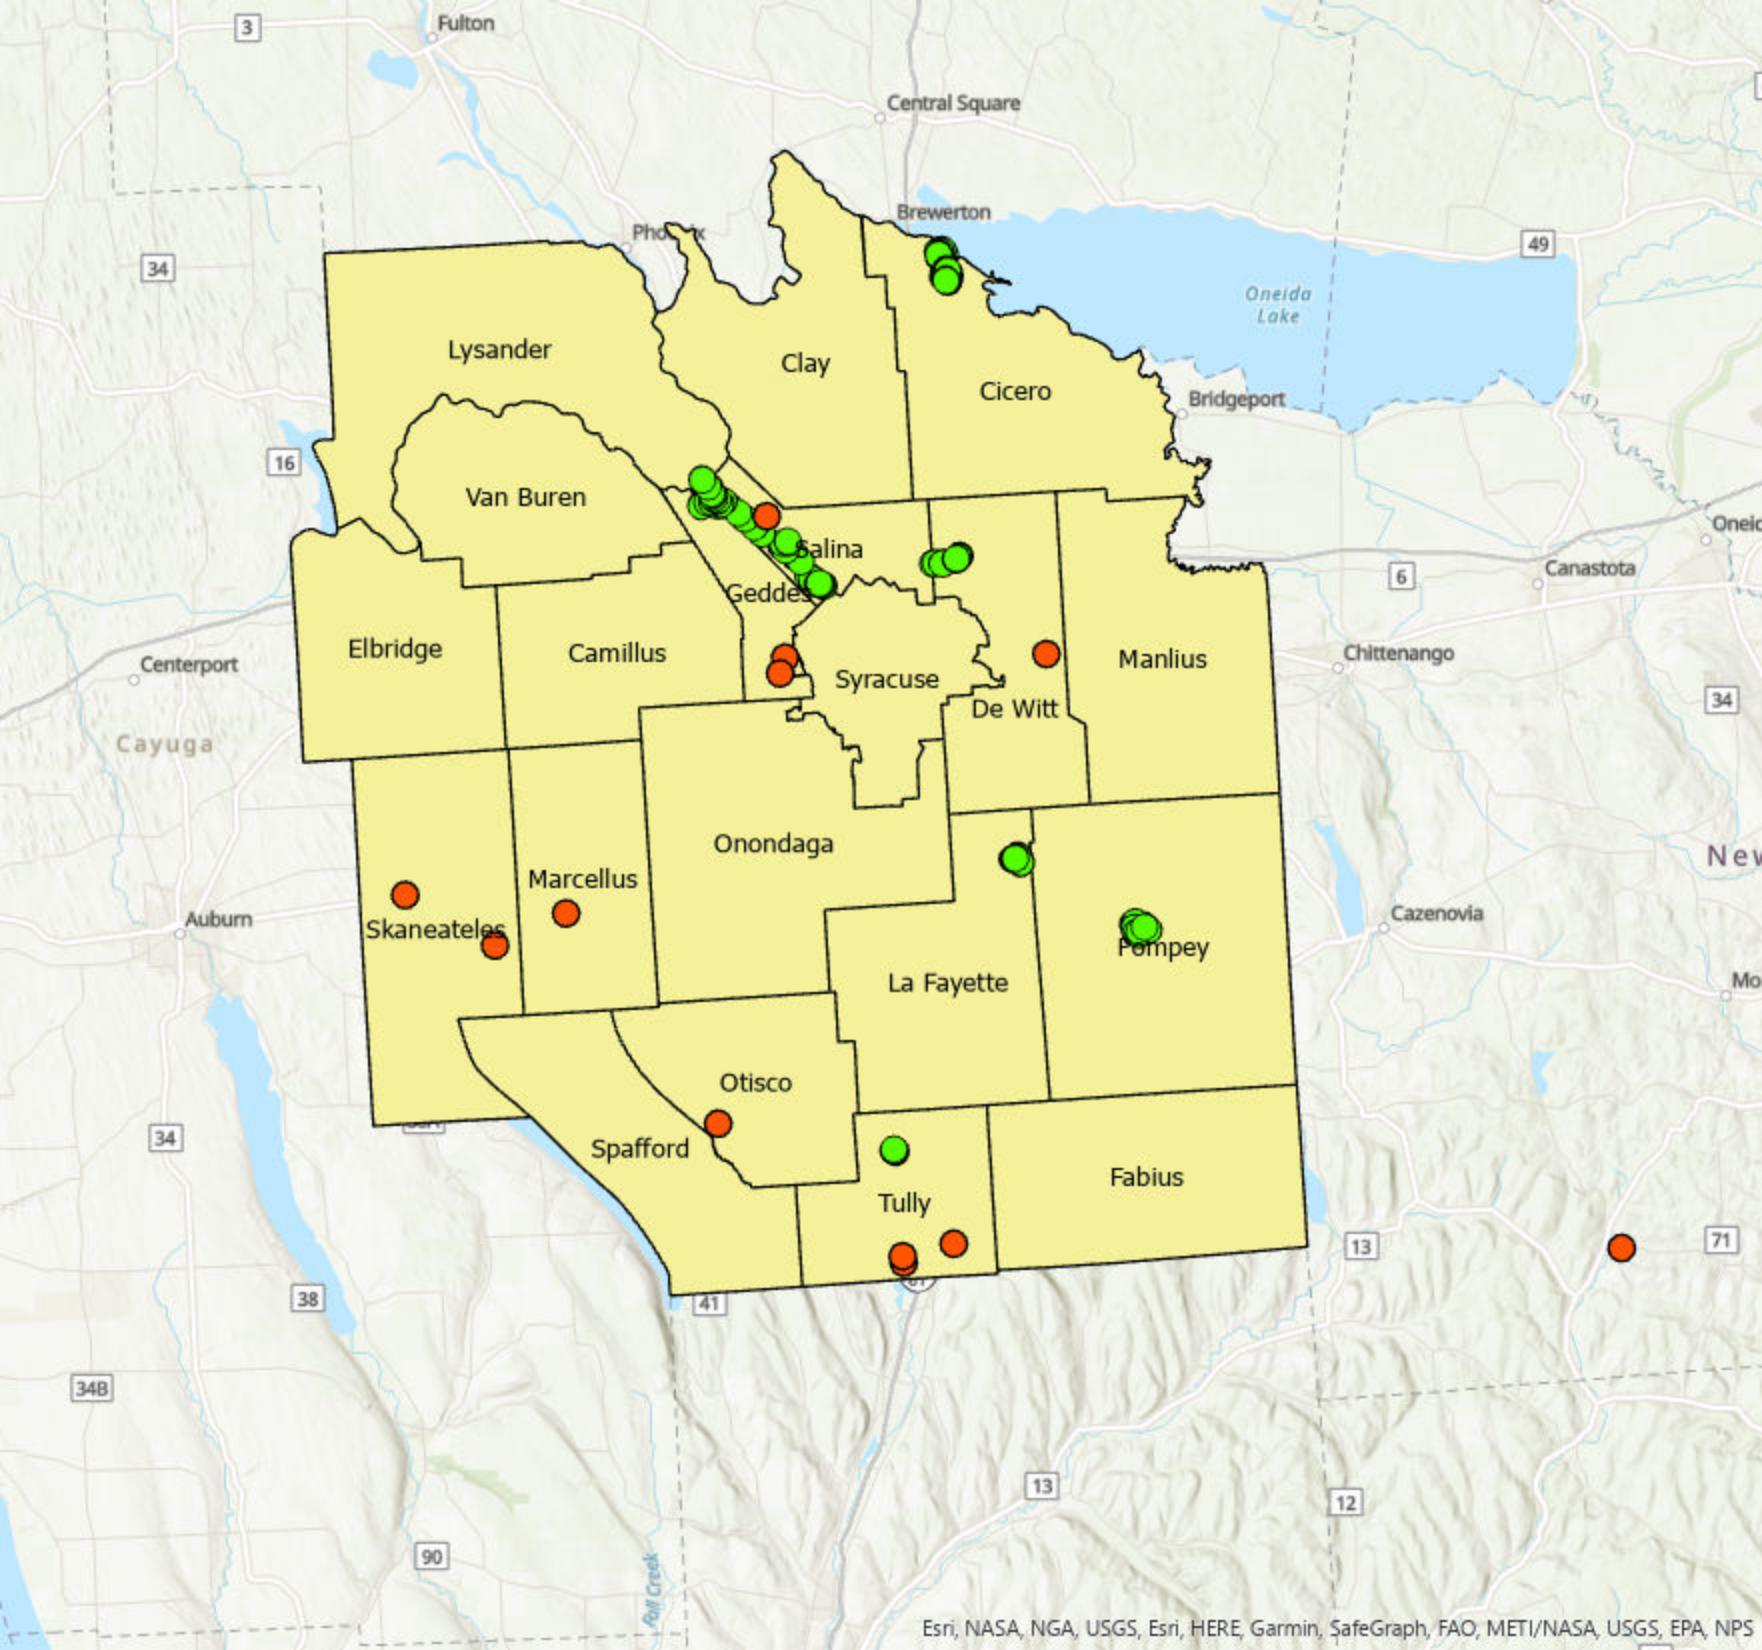 3
Fulton
Central Square
Brewerton
49
34
Oneida
Lake
Lysander
Clay
Cicero
Bridgeport
16
Van Buren
Salina
Canastota
6
Geddes
Elbridge
Camillus
Centerport
Syracuse
Manlius
Chittenango
De Witt
34
Cayuga
Onondaga
Marcellus
Auburn
Skaneateles
Cazenovia
Pompey
La Fayette
Otisco
34
Spafford
Fabius
Tully
13
71
38
41
34B
13
12
90
Fall Creek
Esri, NASA, NGA, USGS, Esri, HERE, Garmin, SafeGraph, FAO, METI/NASA, USGS, EPA, NPS